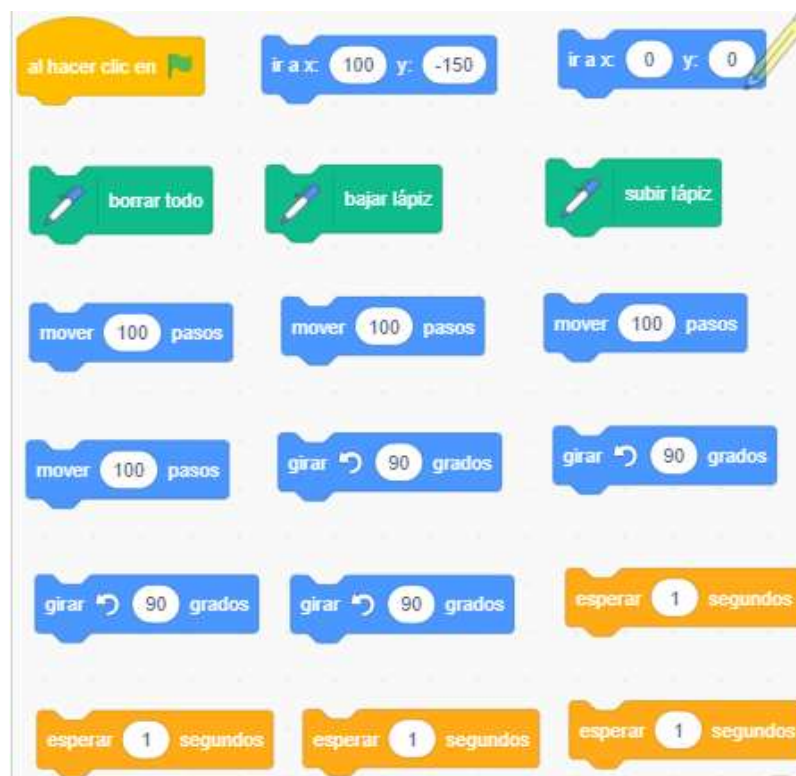 al hacer clic en
ir a x: 100 y: -150
ir a x: 0 y: 0
borrar todo
bajar lápiz
subir lápiz
mover 100 pasos
mover 100 pasos
mover 100 pasos
mover 100 pasos
girar 90 grados
girar 90 grados
girar 90 grados
girar 90 grados
esperar 1 segundos
esperar 1 segundos
esperar 1 segundos
esperar 1 segundos